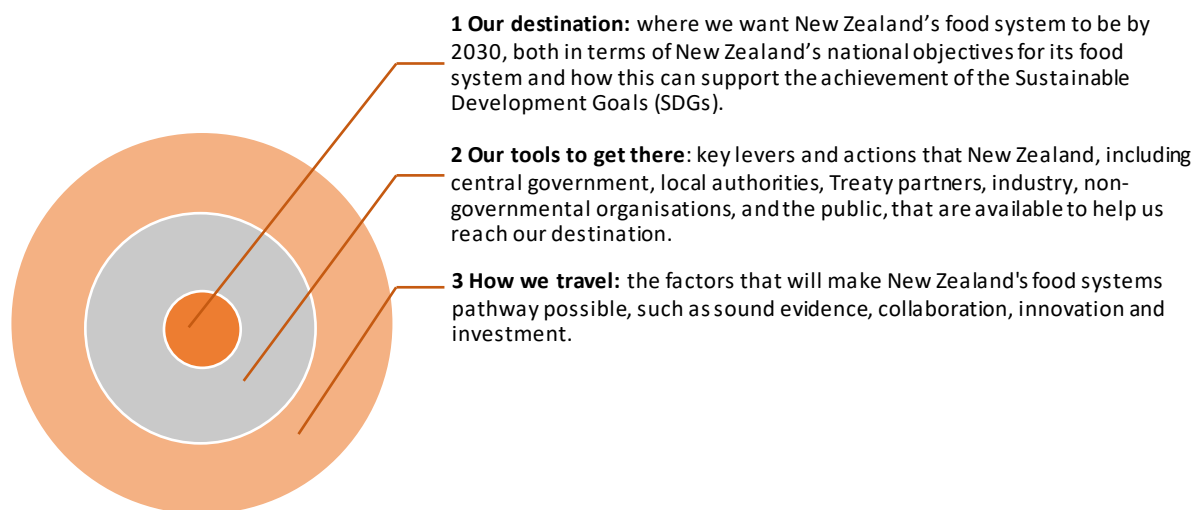 1 Our destination: where we want New Zealand’s food system to be by
2030, both in terms of New Zealand’s national objectives for its food
system and how this can support the achievement of the Sustainable
Development Goals (SDGs).
2 Our tools to get there: key levers and actions that New Zealand, including
central government, local authorities, Treaty partners, industry, non-
governmental organisations, and the public, that are available to help us
reach our destination.
3 How we travel: the factors that will make New Zealand's food systems
pathway possible, such as sound evidence, collaboration, innovation and
investment.